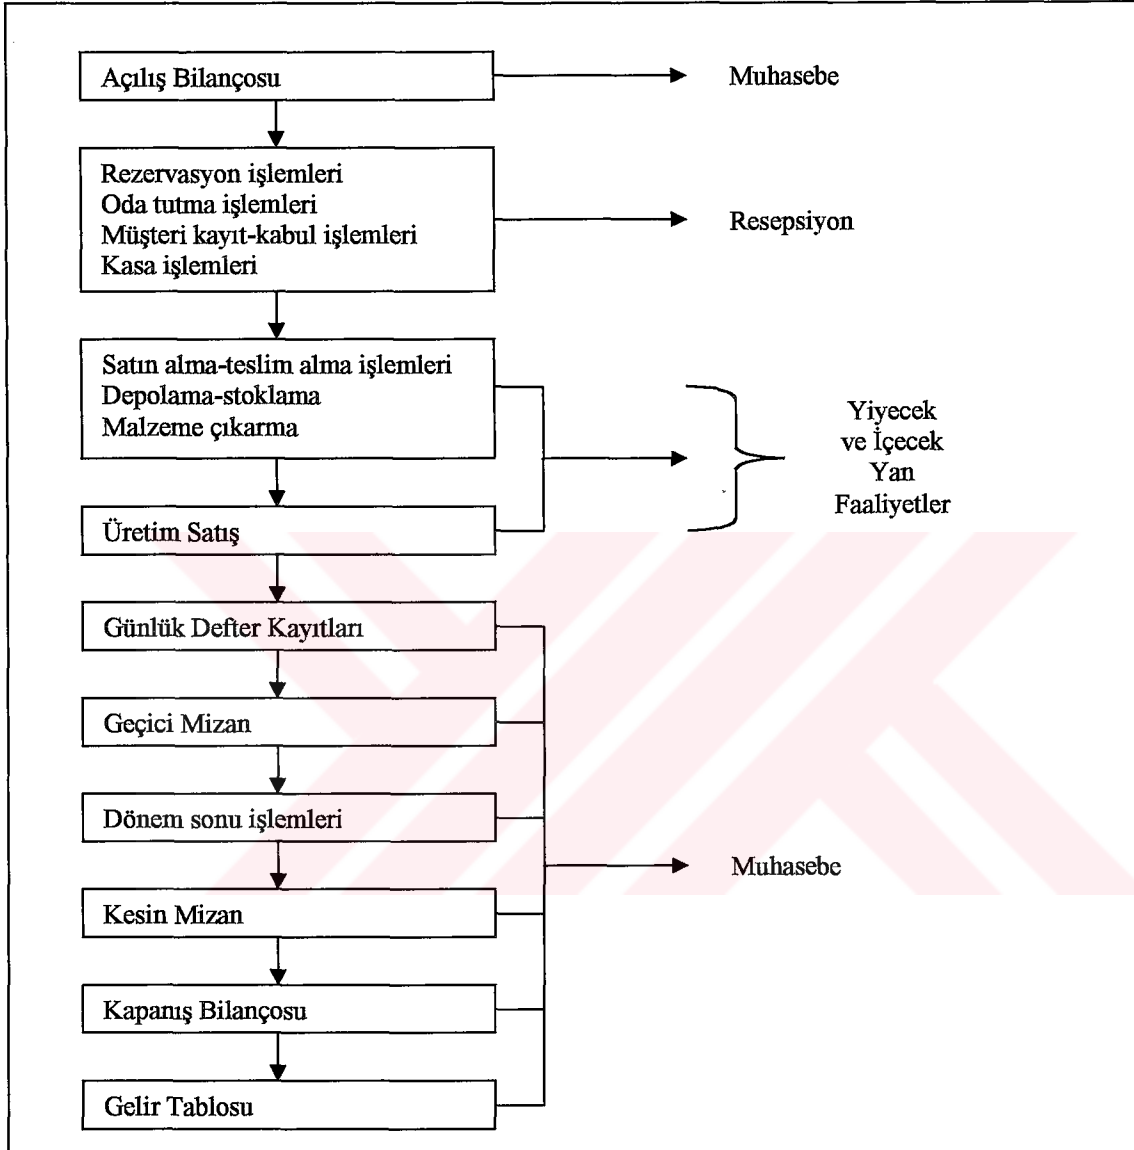 Açılış Bilançosu
Muhasebe
Rezervasyon işlemleri
Oda tutma işlemleri
Müşteri kayıt-kabul işlemleri
Kasa işlemleri
Resepsiyon
Satın alma-teslim alma işlemleri
Depolama-stoklama
Malzeme çıkarma
Yiyecek
ve İçecek
Yan
Faaliyetler
Üretim Satış
Günlük Defter Kayıtları
Geçici Mizan
Dönem sonu işlemleri
Muhasebe
Kesin Mizan
Kapanış Bilançosu
Gelir Tablosu